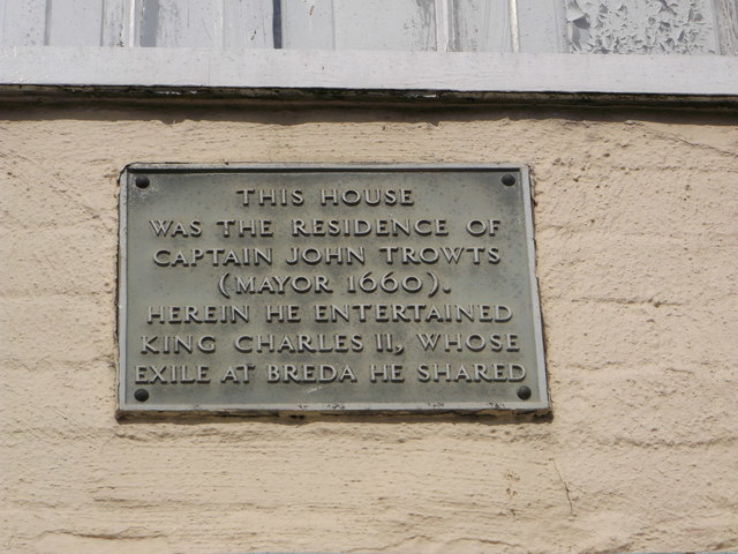 THIS HOUSE
WAS THE RESIDENCE OF
CAPTAIN JOHN TROWTS
(MAYOR 1660).
HEREIN HE ENTERTAINED
KING CHARLES II, WHOSE
EXILE AT BREDA HE SHARED